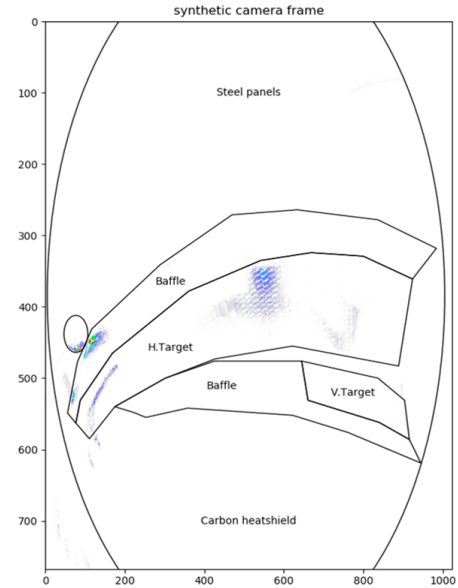 synthetic camera frame
0
100
200
300
400
500
600
700
Steel panels
Baffle
H.Target
Baffle
V.Target
Carbon heatshield
0
200
400
600
800
1000